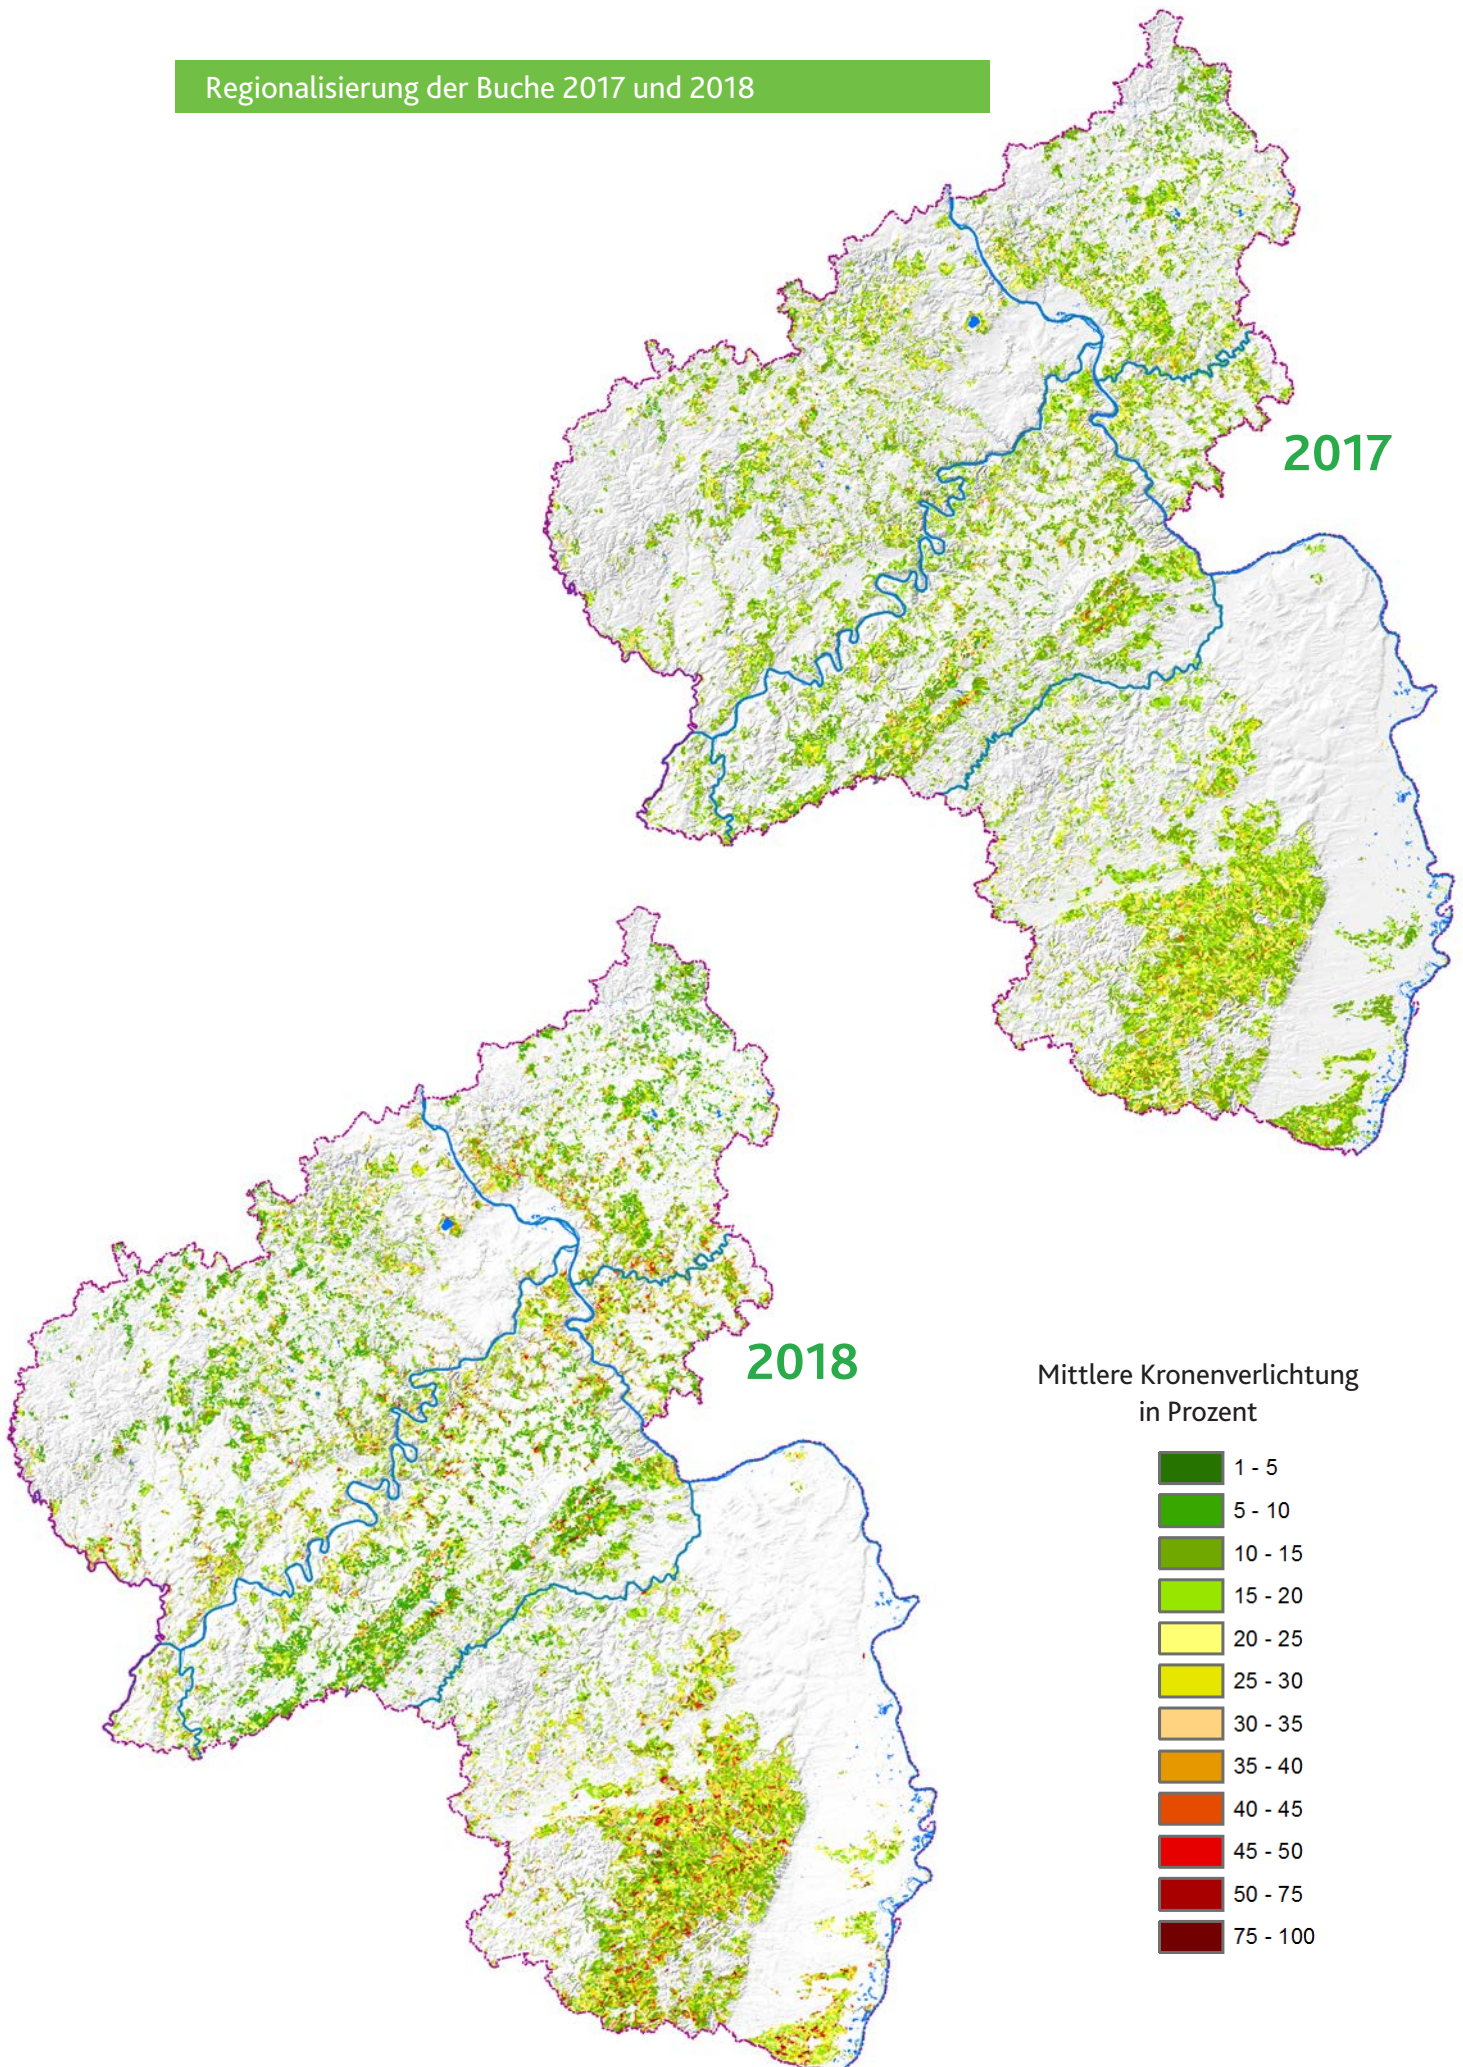 Regionalisierung der Buche 2017 und 2018
2017
2018
Mittlere Kronenverlichtung
in Prozent
1 - 5
5 - 10
10 - 15
15 - 20
20 - 25
25 - 30
30 - 35
35 - 40
40 - 45
45 - 50
50 - 75
75 - 100